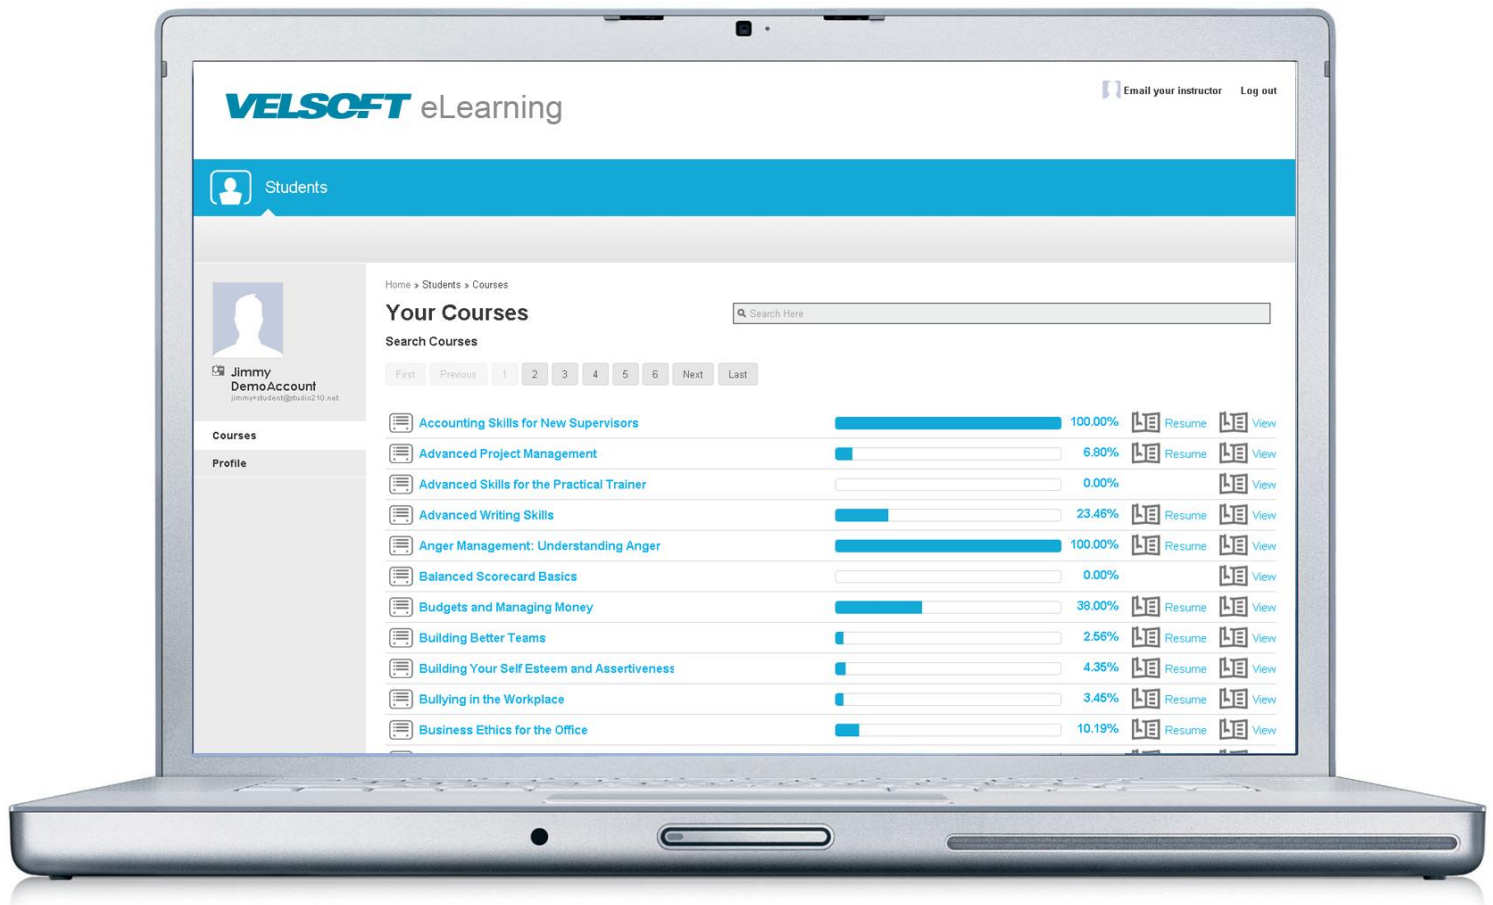 VELSOFT eLearning
Email your instructor Log out
Students
Home » Students » Courses
Your Courses
Search Here
Search Courses
First Previous 1 2 3 4 5 6 Next Last
Jimmy
DemoAccount
jimmy+student@studio210.net
Courses
Profile
Accounting Skills for New Supervisors 100.00% Resume View
Advanced Project Management 6.80% Resume View
Advanced Skills for the Practical Trainer 0.00% View
Advanced Writing Skills 23.46% Resume View
Anger Management: Understanding Anger 100.00% Resume View
Balanced Scorecard Basics 0.00% View
Budgets and Managing Money 38.00% Resume View
Building Better Teams 2.56% Resume View
Building Your Self Esteem and Assertiveness 4.35% Resume View
Bullying in the Workplace 3.45% Resume View
Business Ethics for the Office 10.19% Resume View